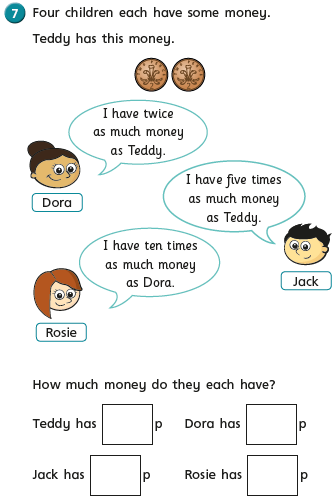 7 Four children each have some money.
Teddy has this money.
I have twice
as much money
as Teddy.
Dora
I have five times
as much money
as Teddy.
Jack
I have ten times
as much money
as Dora.
Rosie
How much money do they each have?
Teddy has p Dora has p
Jack has p Rosie has p